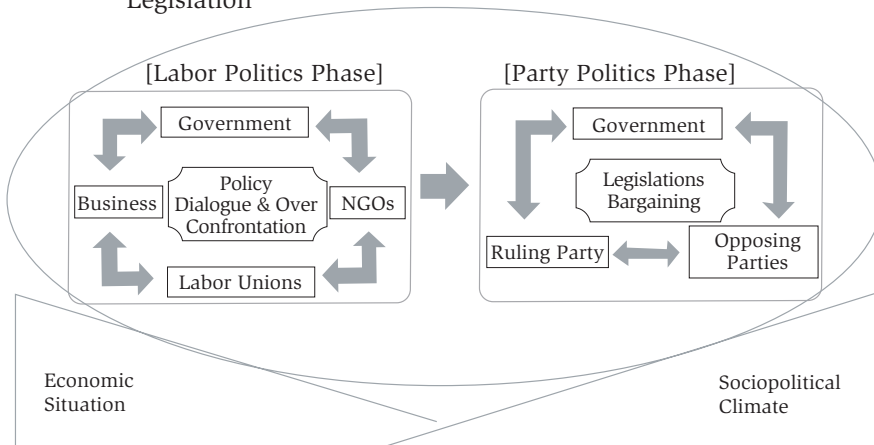 Legislation
[Labor Politics Phase]
Government
Business
Policy
Dialogue & Over
Confrontation
NGOs
Labor Unions
[Party Politics Phase]
Government
Legislations
Bargaining
Ruling Party
Opposing
Parties
Economic
Situation
Sociopolitical
Climate